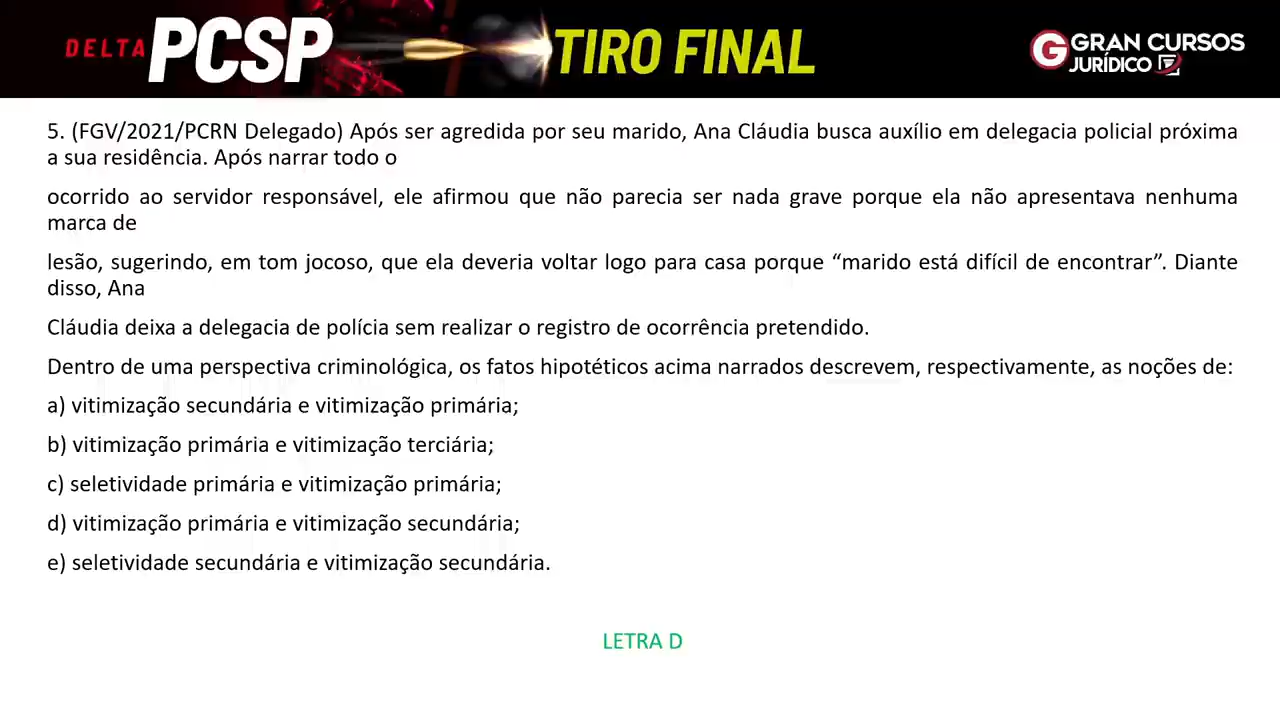 DELTA PCSP TIRO FINAL
GRAN CURSOS
JURÍDICO
5. (FGV/2021/PCRN Delegado) Após ser agredida por seu marido, Ana Cláudia busca auxílio em delegacia policial próxima
a sua residência. Após narrar todo o
ocorrido ao servidor responsável, ele afirmou que não parecia ser nada grave porque ela não apresentava nenhuma
marca de
lesão, sugerindo, em tom jocoso, que ela deveria voltar logo para casa porque “marido está difícil de encontrar”. Diante
disso, Ana
Cláudia deixa a delegacia de polícia sem realizar o registro de ocorrência pretendido.
Dentro de uma perspectiva criminológica, os fatos hipotéticos acima narrados descrevem, respectivamente, as noções de:
a) vitimização secundária e vitimização primária;
b) vitimização primária e vitimização terciária;
c) seletividade primária e vitimização primária;
d) vitimização primária e vitimização secundária;
e) seletividade secundária e vitimização secundária.
LETRA D